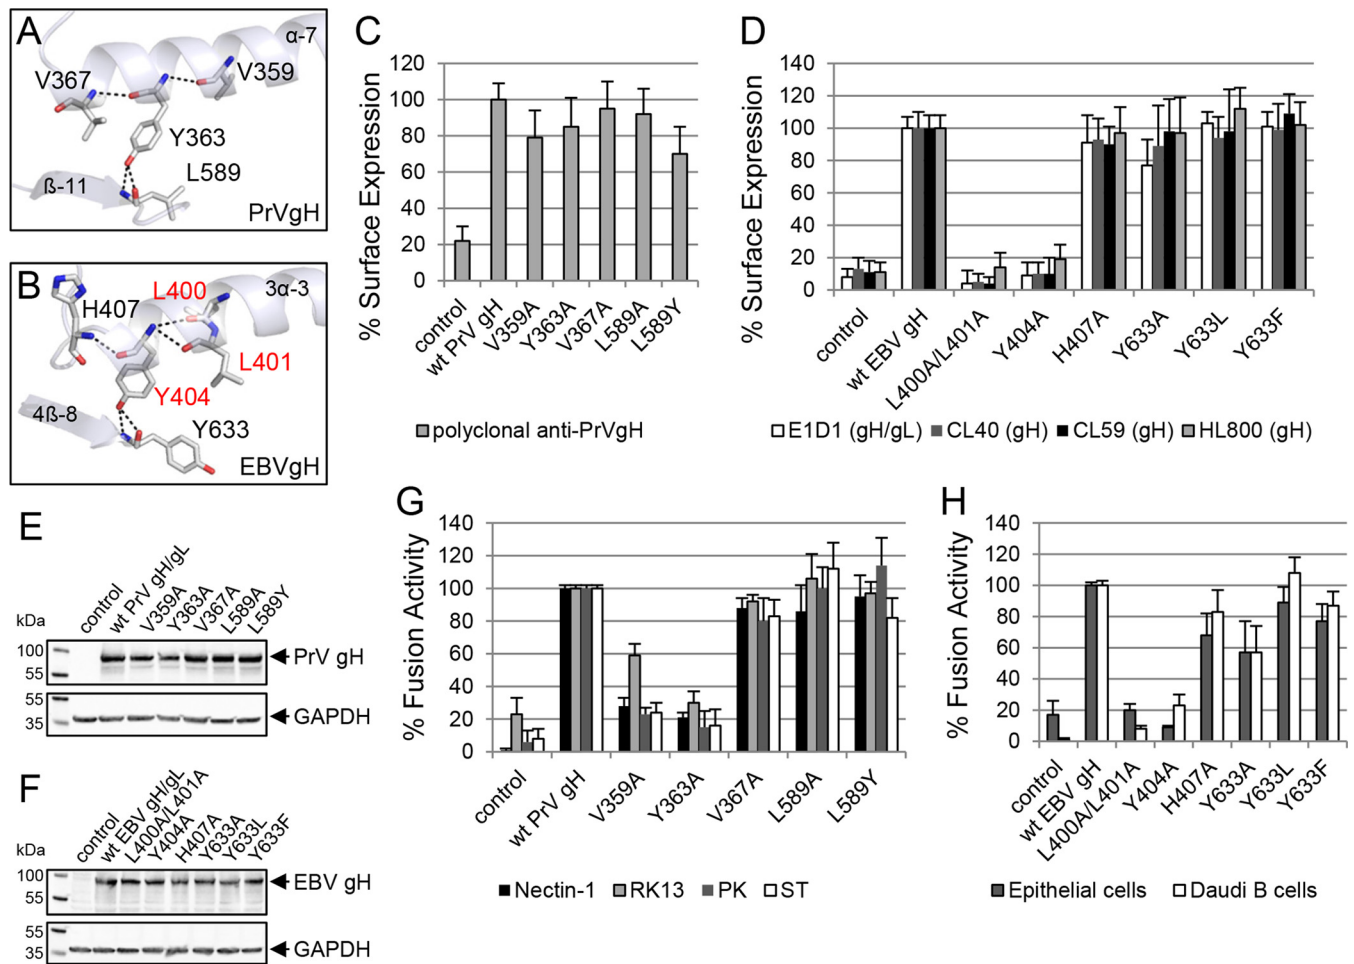 A
α-7
V367
V359
Y363
L589
ß-11
PrVgH
B
3α-3
L400
H407
L401
Y404
4ß-8
Y633
EBVgH
C
% Surface Expression
120
100
80
60
40
20
0
control
wt PrV gH
V359A
Y363A
V367A
L589A
L589Y
polyclonal anti-PrVgH
D
% Surface Expression
140
120
100
80
60
40
20
0
control
wt EBV gH
L400A/L401A
Y404A
H407A
Y633A
Y633L
Y633F
E1D1 (gH/gL) CL40 (gH) CL59 (gH) HL800 (gH)
E
kDa
control
wt PrV gH/gL
V359A
Y363A
V367A
L589A
L589Y
100
55
PrV gH
55
35
GAPDH
F
kDa
control
wt EBV gH/gL
L400A/L401A
Y404A
H407A
Y633A
Y633L
Y633F
100
55
EBV gH
55
35
GAPDH
G
% Fusion Activity
140
120
100
80
60
40
20
0
control
wt PrV gH
V359A
Y363A
V367A
L589A
L589Y
Nectin-1 RK13 PK ST
H
% Fusion Activity
140
120
100
80
60
40
20
0
control
wt EBV gH
L400A/L401A
Y404A
H407A
Y633A
Y633L
Y633F
Epithelial cells Daudi B cells